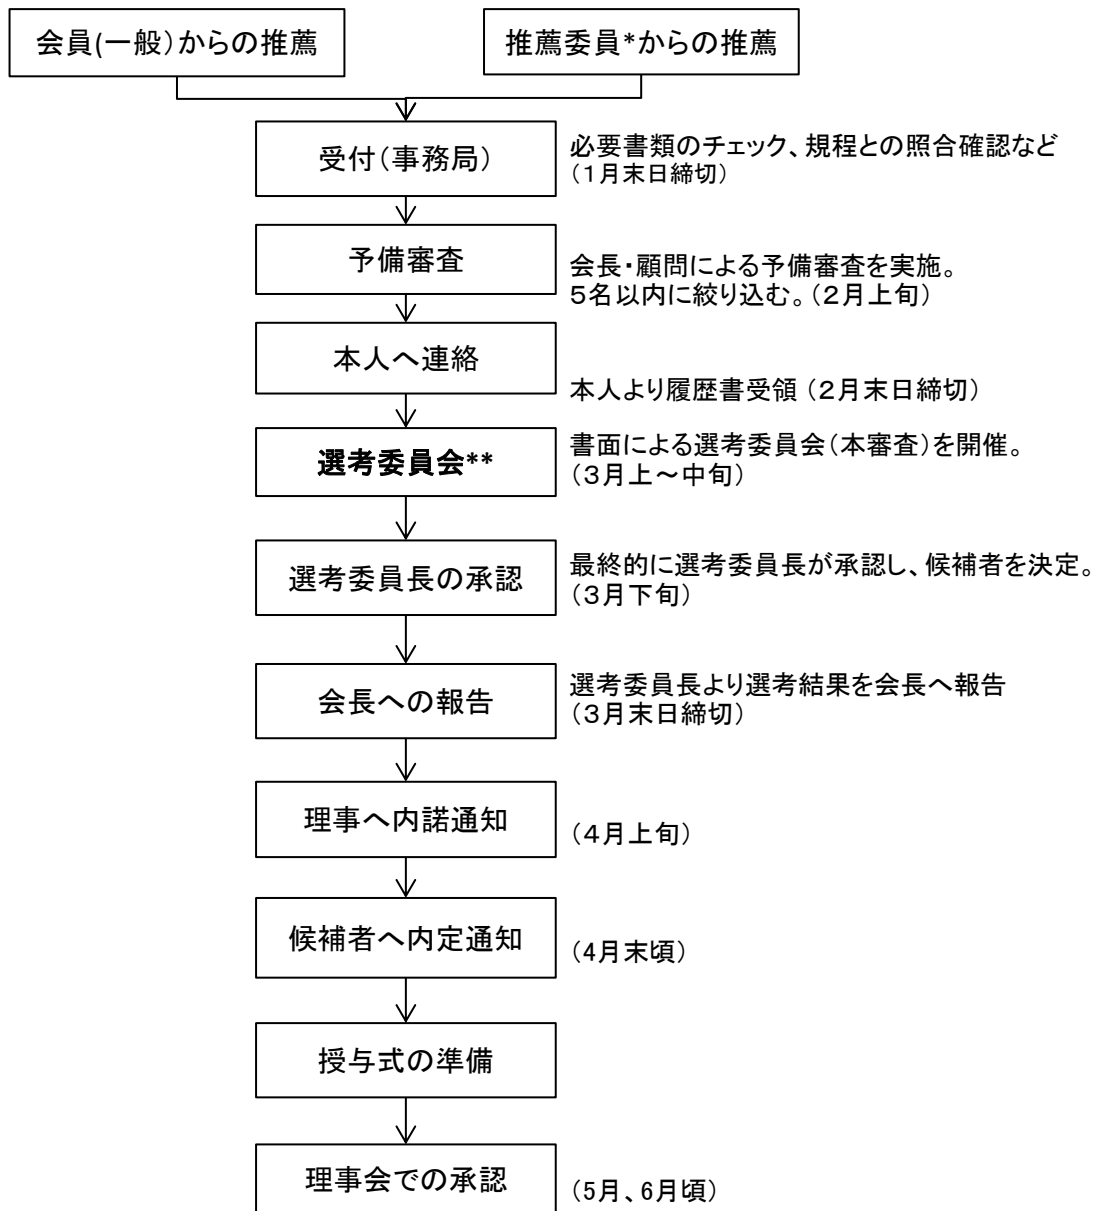 会員(一般)からの推薦
推薦委員*からの推薦
受付(事務局)
必要書類のチェック、規程との照合確認など
(1月末日締切)
予備審査
会長・顧問による予備審査を実施。
5名以内に絞り込む。(2月上旬)
本人へ連絡
本人より履歴書受領(2月末日締切)
選考委員会**
書面による選考委員会(本審査)を開催。
(3月上~中旬)
選考委員長の承認
最終的に選考委員長が承認し、候補者を決定。
(3月下旬)
会長への報告
選考委員長より選考結果を会長へ報告
(3月末日締切)
理事へ内諾通知
(4月上旬)
候補者へ内定通知
(4月末頃)
授与式の準備
理事会での承認
(5月、6月頃)